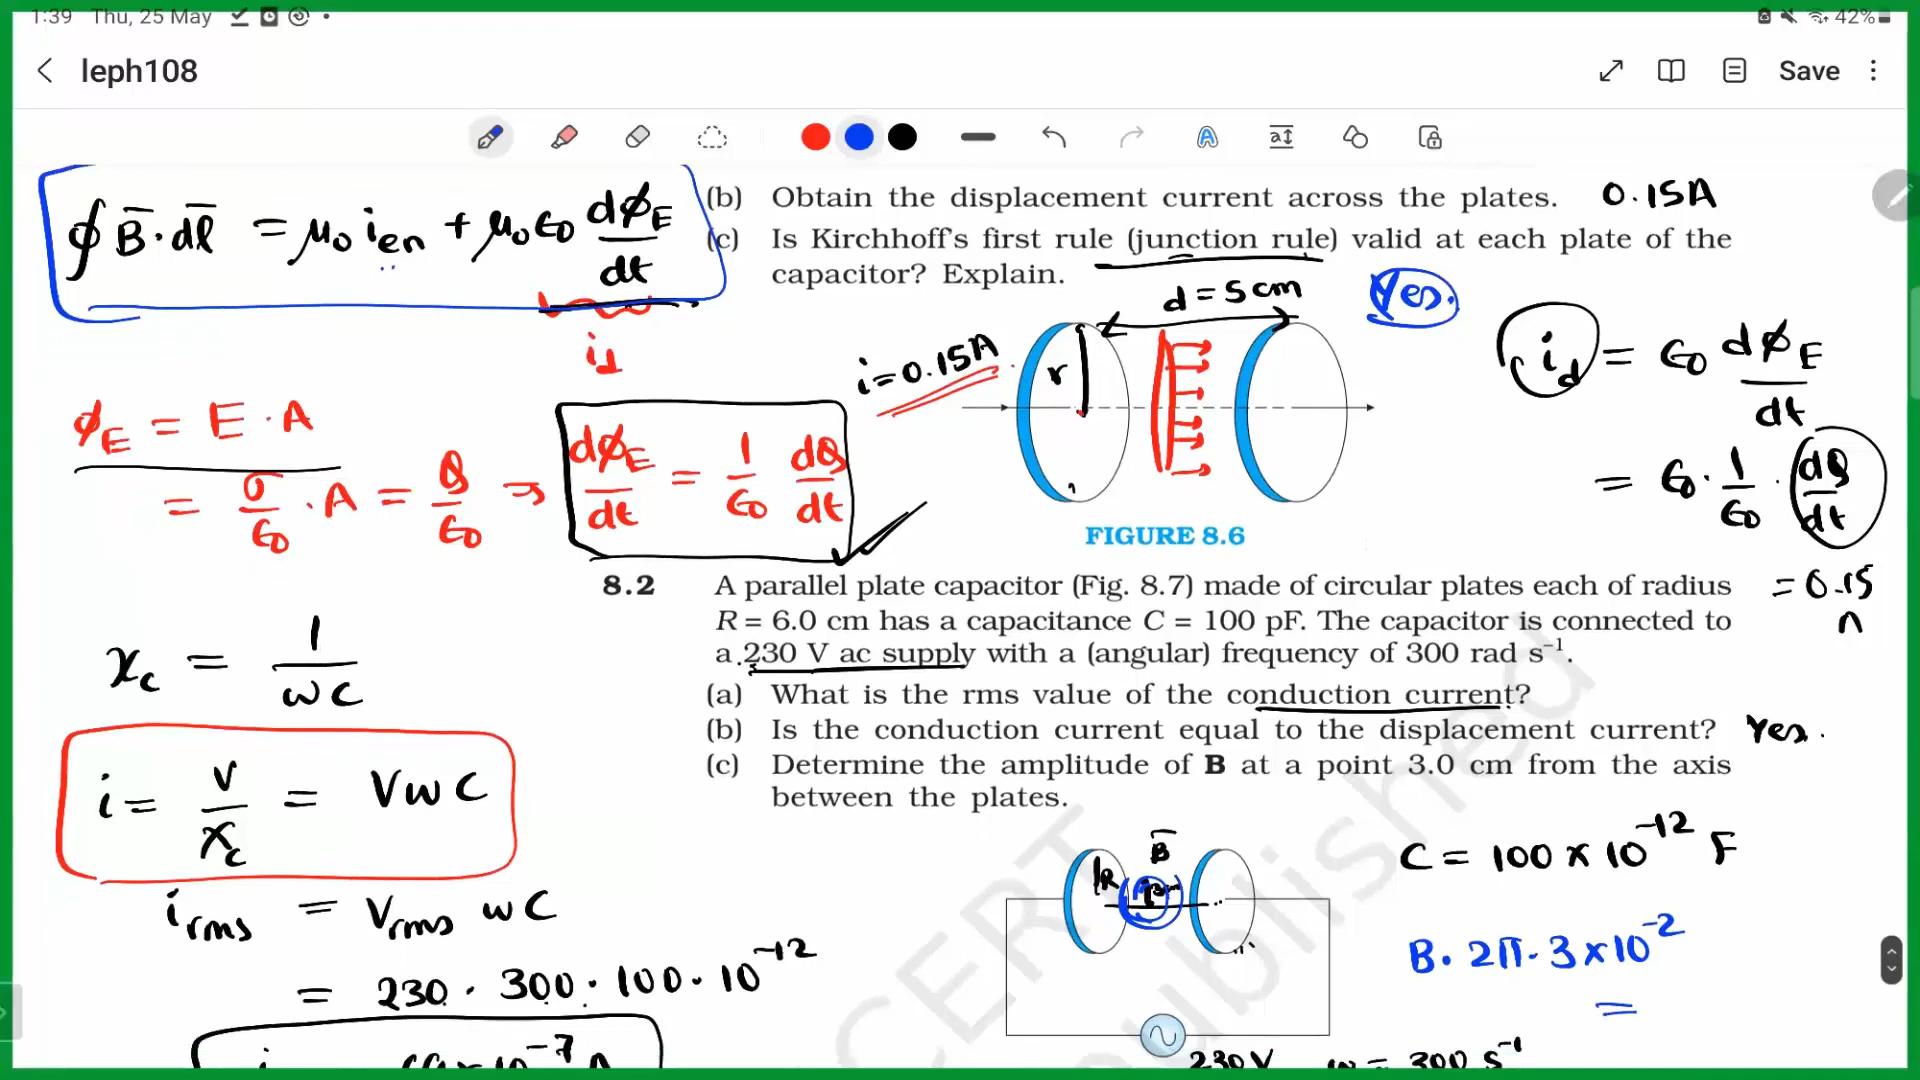 1:39 Thu, 25 May
42%
leph108
Save
∮ B̅·dl̅ = μ₀ i_en + μ₀ ϵ₀ dϕ_E/dt
i_d
(b) Obtain the displacement current across the plates. 0.15A
(c) Is Kirchhoff's first rule (junction rule) valid at each plate of the
capacitor? Explain.
Yes.
d = 5cm
i=0.15A
r
FIGURE 8.6
i_d = ϵ₀ dϕ_E/dt
= ϵ₀ · 1/ϵ₀ · dQ/dt
= 0.15
ϕ_E = E · A
= σ/ϵ₀ · A = Q/ϵ₀ ⇒ dϕ_E/dt = 1/ϵ₀ dQ/dt
8.2 A parallel plate capacitor (Fig. 8.7) made of circular plates each of radius
R = 6.0 cm has a capacitance C = 100 pF. The capacitor is connected to
a 230 V ac supply with a (angular) frequency of 300 rad s⁻¹.
(a) What is the rms value of the conduction current?
(b) Is the conduction current equal to the displacement current? Yes.
(c) Determine the amplitude of B at a point 3.0 cm from the axis
between the plates.
x_c = 1/ωC
i = V/X_c = VωC
i_rms = V_rms ωC
= 230 · 300 · 100 · 10⁻¹²
B̅
R
C = 100 × 10⁻¹² F
B · 2π · 3×10⁻²
=
230V ω = 300 s⁻¹